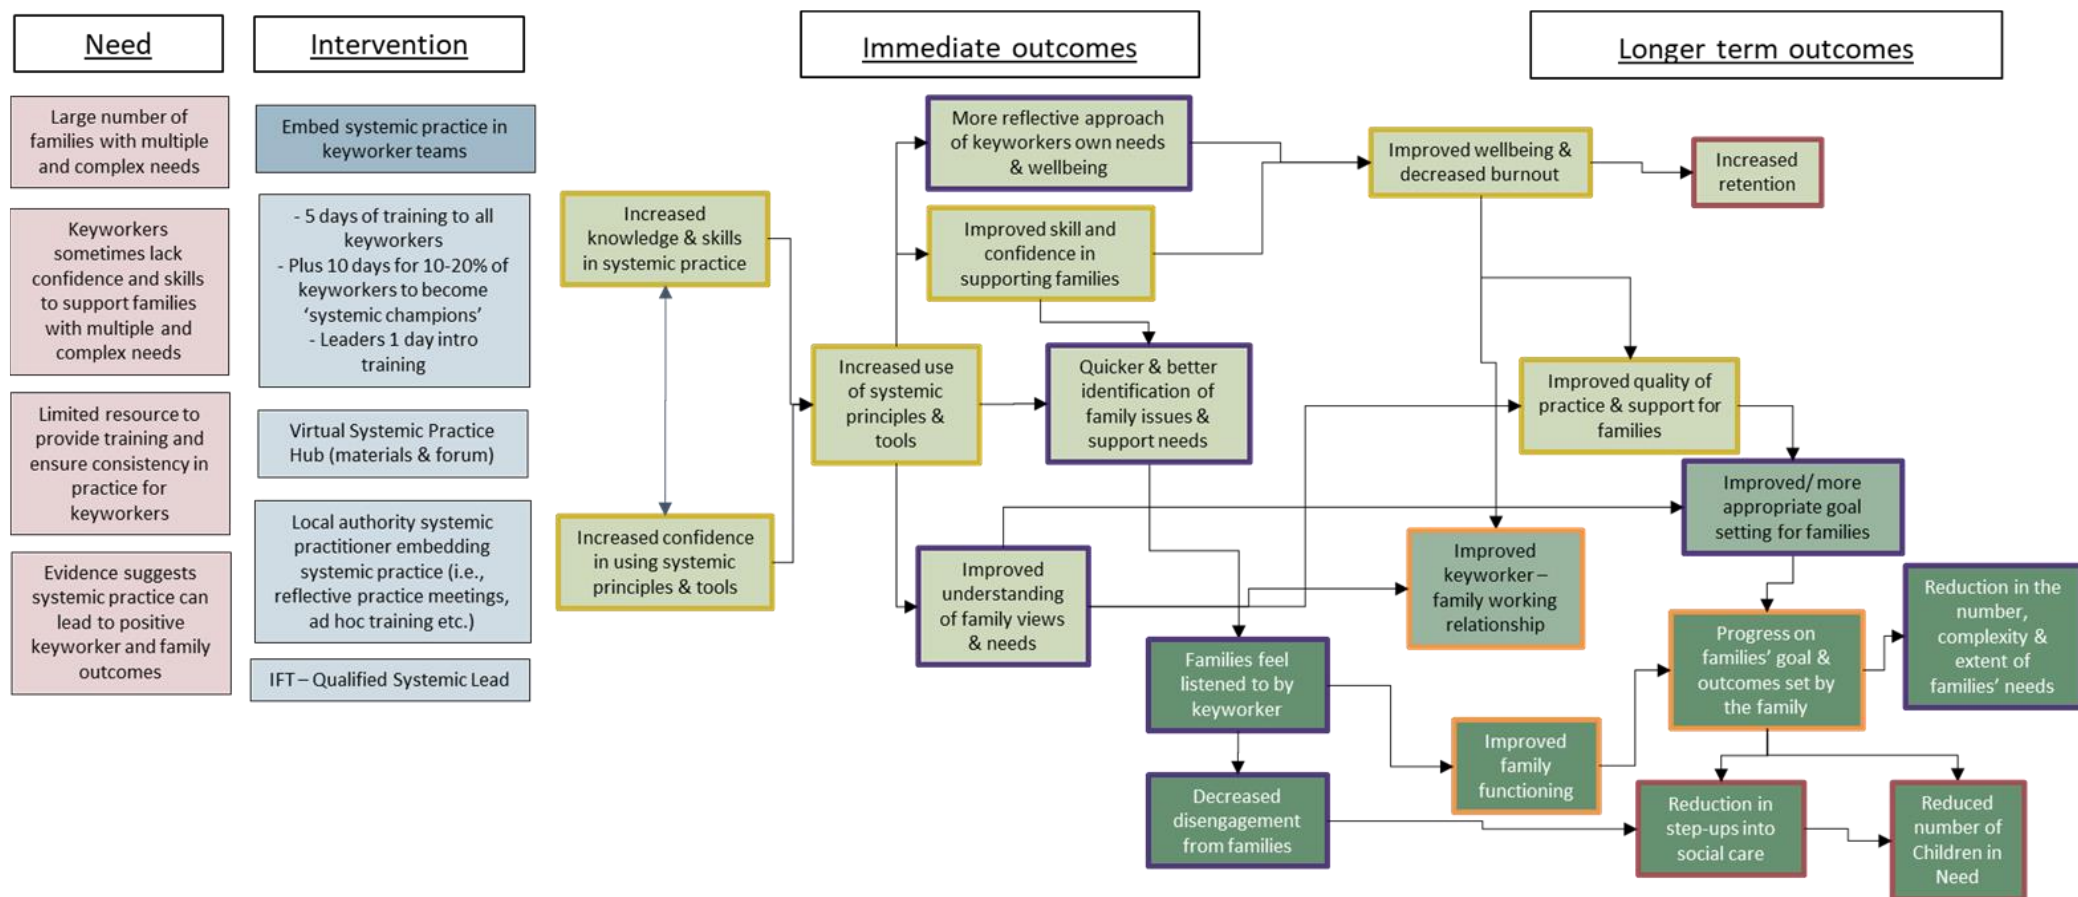 Need
Intervention
Immediate outcomes
Longer term outcomes
Large number of
families with multiple
and complex needs
Keyworkers
sometimes lack
confidence and skills
to support families
with multiple and
complex needs
Limited resource to
provide training and
ensure consistency in
practice for
keyworkers
Evidence suggests
systemic practice can
lead to positive
keyworker and family
outcomes
Embed systemic practice in
keyworker teams
- 5 days of training to all
keyworkers
- Plus 10 days for 10-20% of
keyworkers to become
‘systemic champions’
- Leaders 1 day intro
training
Virtual Systemic Practice
Hub (materials & forum)
Local authority systemic
practitioner embedding
systemic practice (i.e.,
reflective practice meetings,
ad hoc training etc.)
IFT – Qualified Systemic Lead
Increased
knowledge & skills
in systemic practice
Increased confidence
in using systemic
principles & tools
Increased use
of systemic
principles &
tools
More reflective approach
of keyworkers own needs
& wellbeing
Improved skill and
confidence in
supporting families
Quicker & better
identification of
family issues &
support needs
Improved
understanding
of family views
& needs
Families feel
listened to by
keyworker
Decreased
disengagement
from families
Improved wellbeing &
decreased burnout
Increased
retention
Improved quality of
practice & support for
families
Improved/ more
appropriate goal
setting for families
Improved
keyworker –
family working
relationship
Improved
family
functioning
Progress on
families’ goal &
outcomes set by
the family
Reduction in the
number,
complexity &
extent of
families’ needs
Reduction in
step-ups into
social care
Reduced
number of
Children in
Need